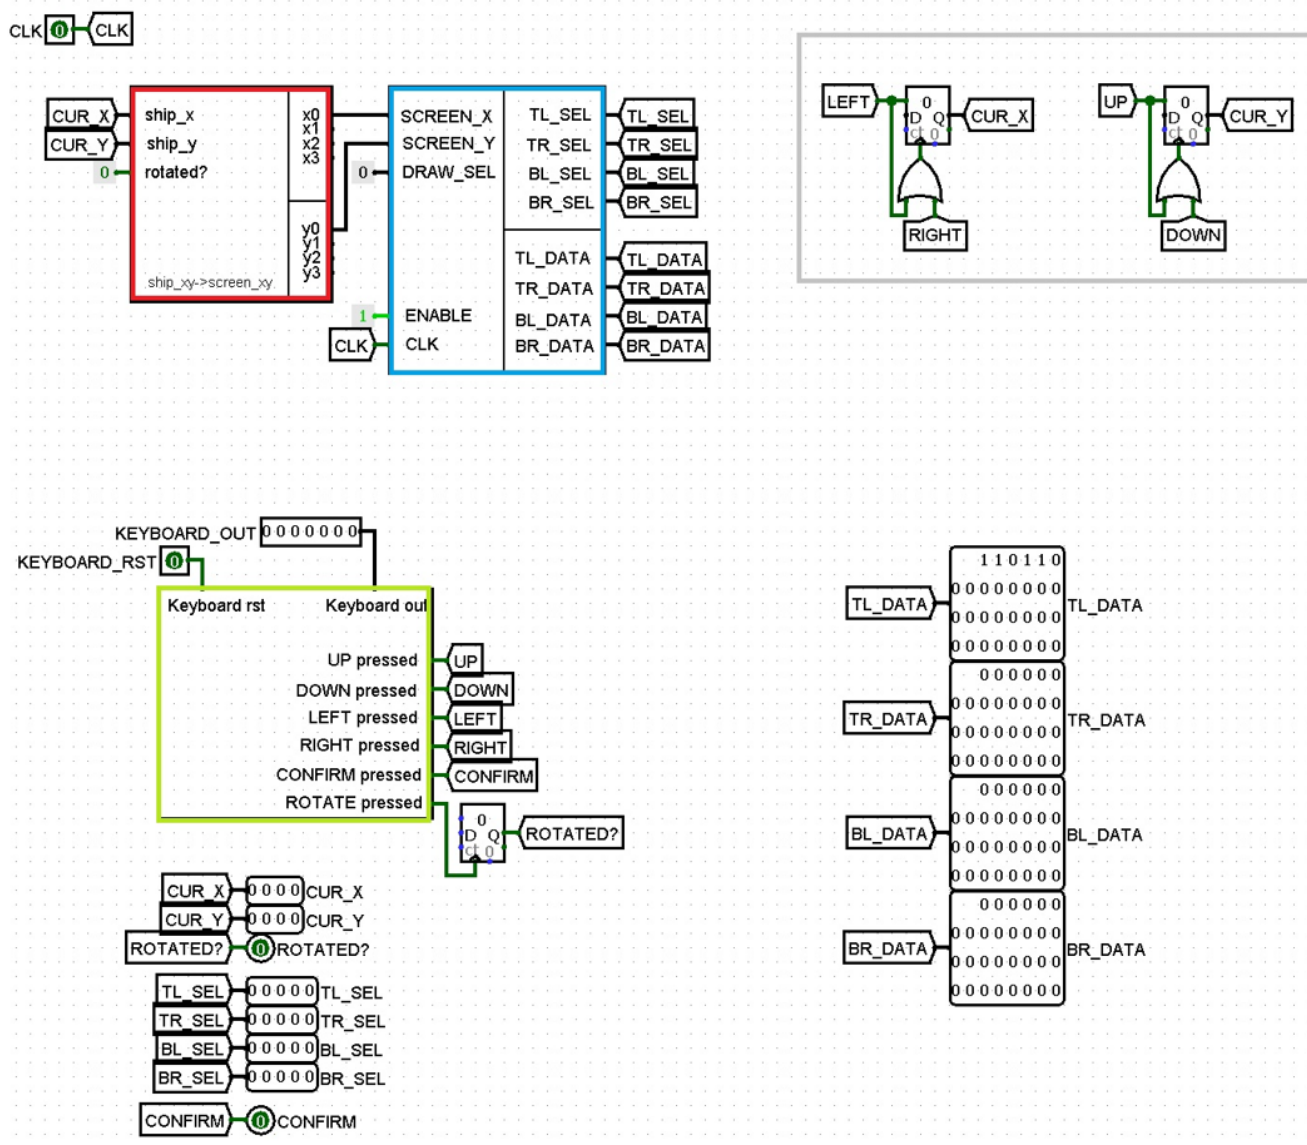 CLK 0 CLK
CUR_X ship_x x0 SCREEN_X TL_SEL TL_SEL
x1
CUR_Y ship_y x2 SCREEN_Y TR_SEL TR_SEL
x3
0 rotated? 0 DRAW_SEL BL_SEL BL_SEL
BR_SEL BR_SEL
y0
y1
y2 TL_DATA TL_DATA
y3
ship_xy->screen_xy TR_DATA TR_DATA
1 ENABLE BL_DATA BL_DATA
CLK CLK BR_DATA BR_DATA
LEFT 0 D Q ct 0 CUR_X
RIGHT
UP 0 D Q ct 0 CUR_Y
DOWN
KEYBOARD_OUT 0000000
KEYBOARD_RST 0
Keyboard rst Keyboard out
UP pressed UP
DOWN pressed DOWN
LEFT pressed LEFT
RIGHT pressed RIGHT
CONFIRM pressed CONFIRM
ROTATE pressed
0 D Q ct 0 ROTATED?
CUR_X 0000 CUR_X
CUR_Y 0000 CUR_Y
ROTATED? 0 ROTATED?
TL_SEL 00000 TL_SEL
TR_SEL 00000 TR_SEL
BL_SEL 00000 BL_SEL
BR_SEL 00000 BR_SEL
CONFIRM 0 CONFIRM
110110
00000000
TL_DATA TL_DATA
00000000
00000000
000000
00000000
TR_DATA TR_DATA
00000000
00000000
000000
00000000
BL_DATA BL_DATA
00000000
00000000
000000
00000000
BR_DATA BR_DATA
00000000
00000000